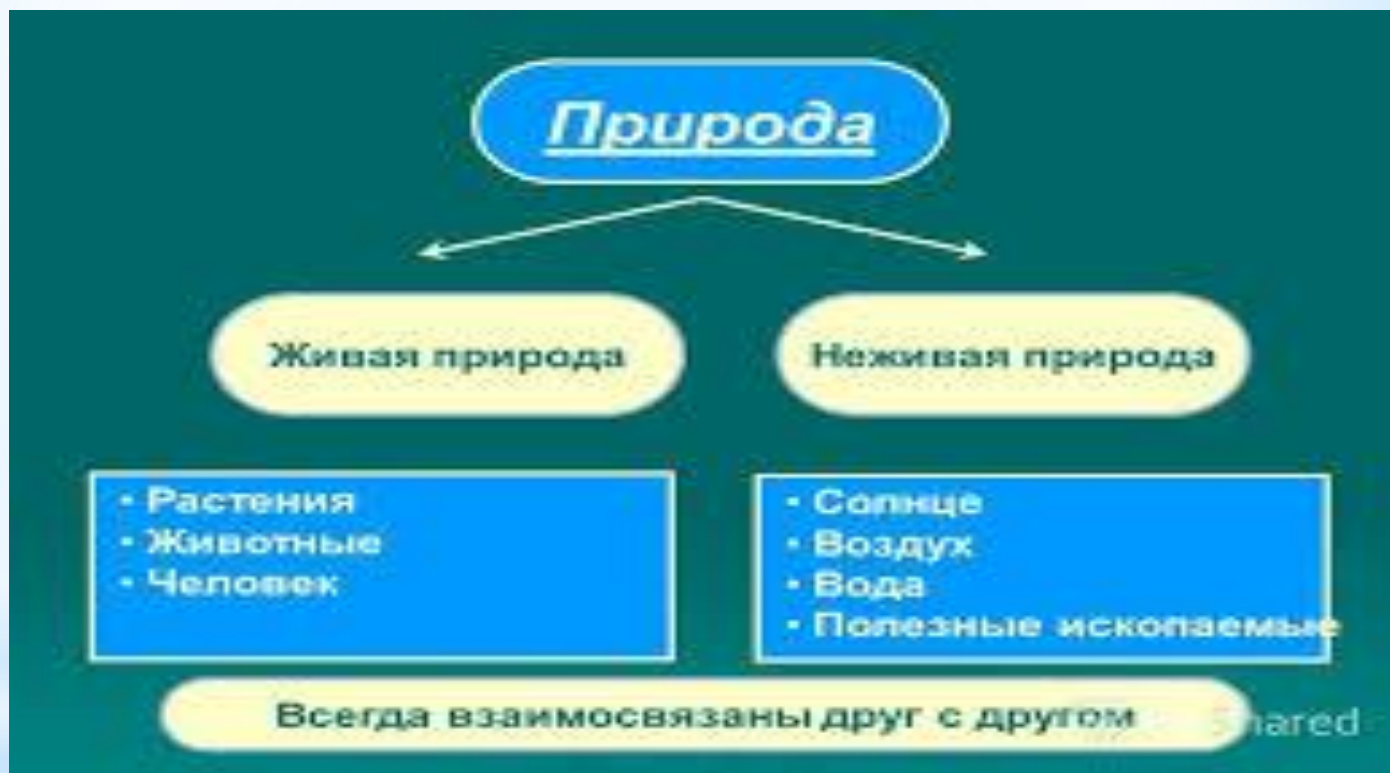 Природа
Живая природа
Неживая природа
• Растения
• Животные
• Человек
• Солнце
• Воздух
• Вода
• Полезные ископаемые
Всегда взаимосвязаны друг с другом